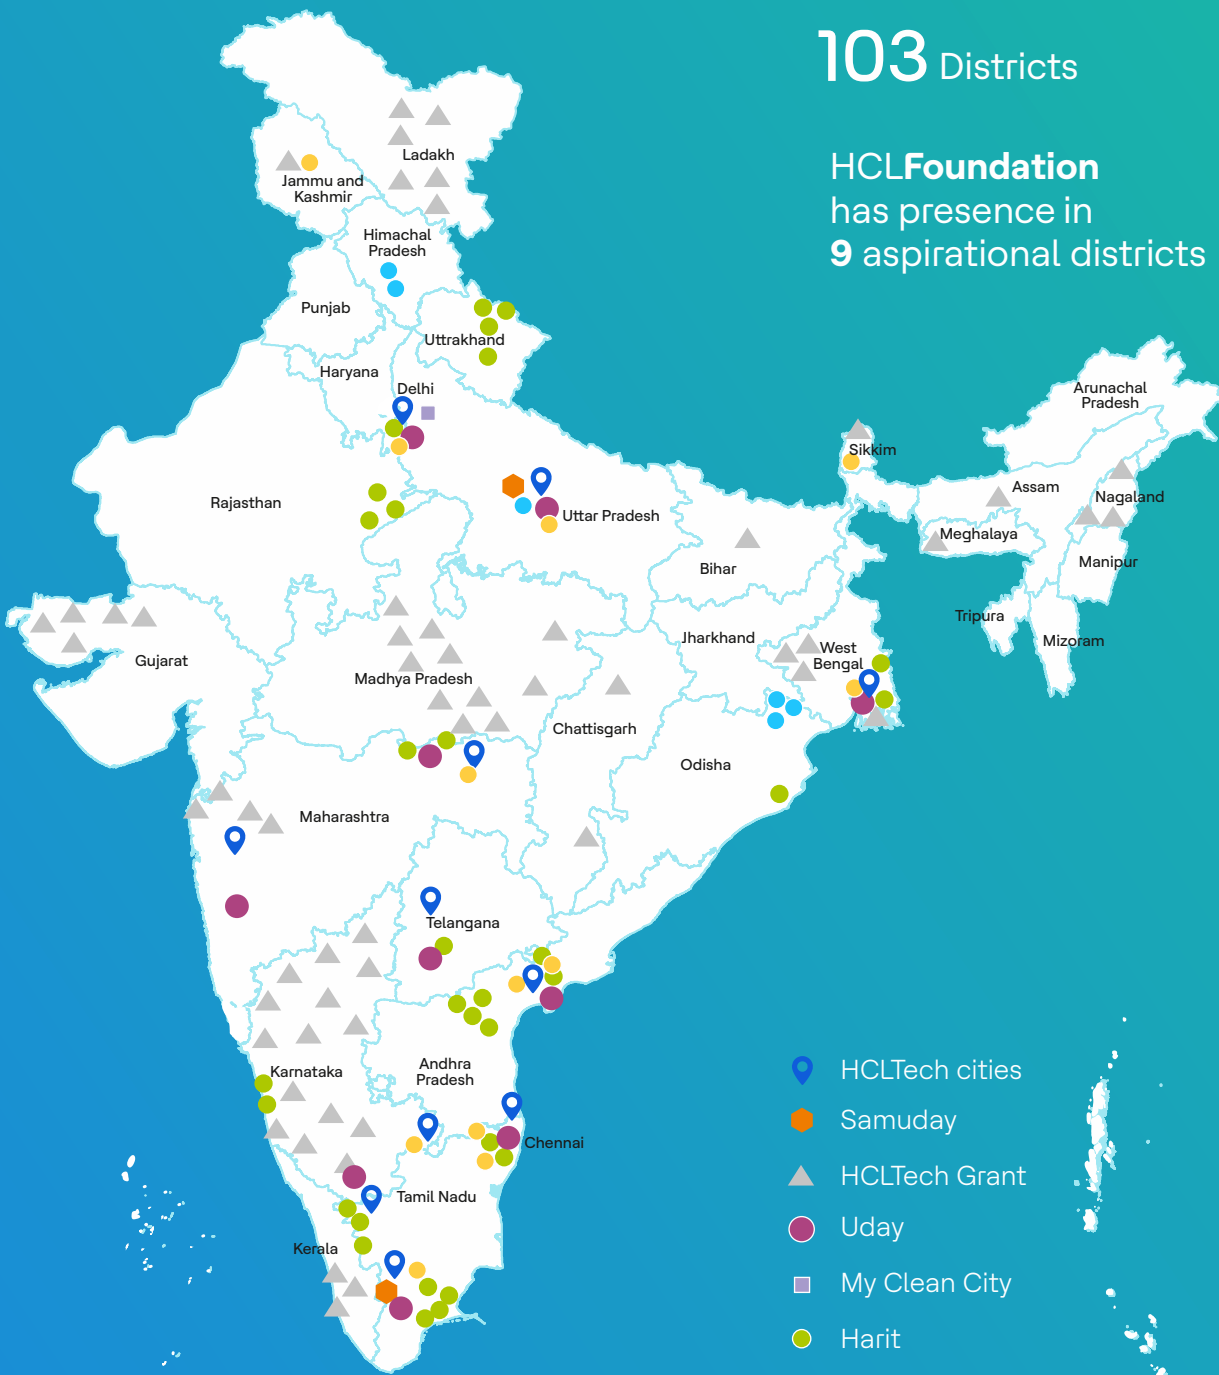 103 Districts
HCLFoundation
has presence in
9 aspirational districts
Ladakh
Jammu and
Kashmir
Himachal
Pradesh
Punjab
Uttrakhand
Haryana
Delhi
Arunachal
Pradesh
Sikkim
Assam
Nagaland
Rajasthan
Uttar Pradesh
Meghalaya
Bihar
Manipur
Tripura
Jharkhand
West
Bengal
Mizoram
Gujarat
Madhya Pradesh
Chattisgarh
Odisha
Maharashtra
Telangana
Karnataka
Andhra
Pradesh
Chennai
Tamil Nadu
Kerala
HCLTech cities
Samuday
HCLTech Grant
Uday
My Clean City
Harit